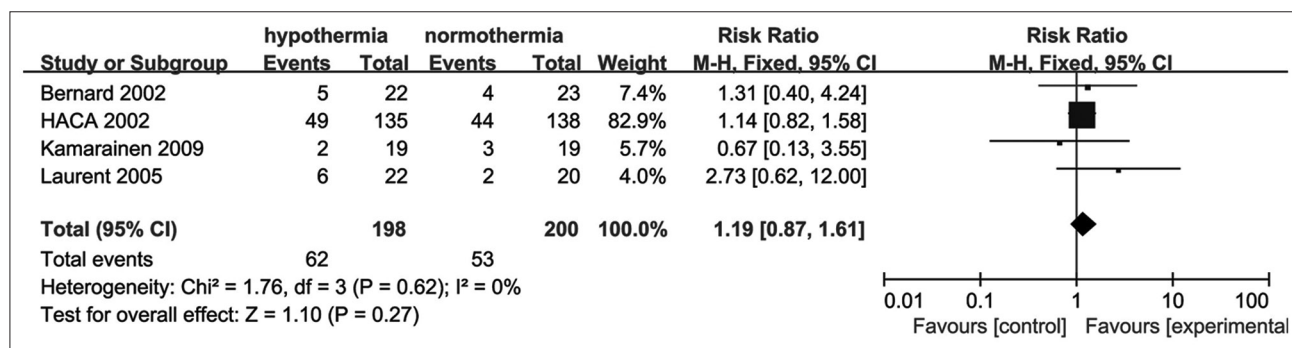 hypothermia normothermia Risk Ratio Risk Ratio
Study or Subgroup Events Total Events Total Weight M-H, Fixed, 95% CI M-H, Fixed, 95% CI
Bernard 2002 5 22 4 23 7.4% 1.31 [0.40, 4.24]
HACA 2002 49 135 44 138 82.9% 1.14 [0.82, 1.58]
Kamarainen 2009 2 19 3 19 5.7% 0.67 [0.13, 3.55]
Laurent 2005 6 22 2 20 4.0% 2.73 [0.62, 12.00]
Total (95% CI) 198 200 100.0% 1.19 [0.87, 1.61]
Total events 62 53
Heterogeneity: Chi² = 1.76, df = 3 (P = 0.62); I² = 0%
Test for overall effect: Z = 1.10 (P = 0.27)
0.01 0.1 1 10 100
Favours [control] Favours [experimental